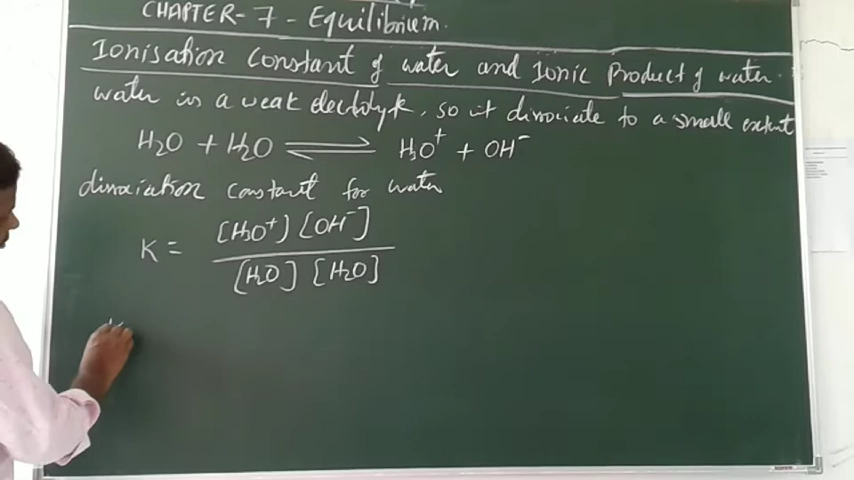 CHAPTER-7 - Equilibrium.
Ionisation Constant of water and Ionic Product of water.
water is a weak electrolyte, so it dissociate to a small extent
H₂O + H₂O ⇌ H₃O⁺ + OH⁻
dissociation constant for water
K = [H₃O⁺] [OH⁻] / [H₂O] [H₂O]